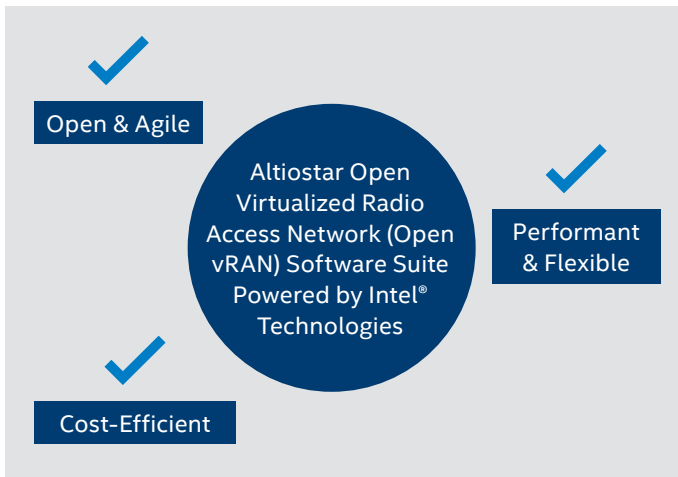 Open & Agile
Altiostar Open
Virtualized Radio
Access Network (Open
vRAN) Software Suite
Powered by Intel®
Technologies
Performant
& Flexible
Cost-Efficient